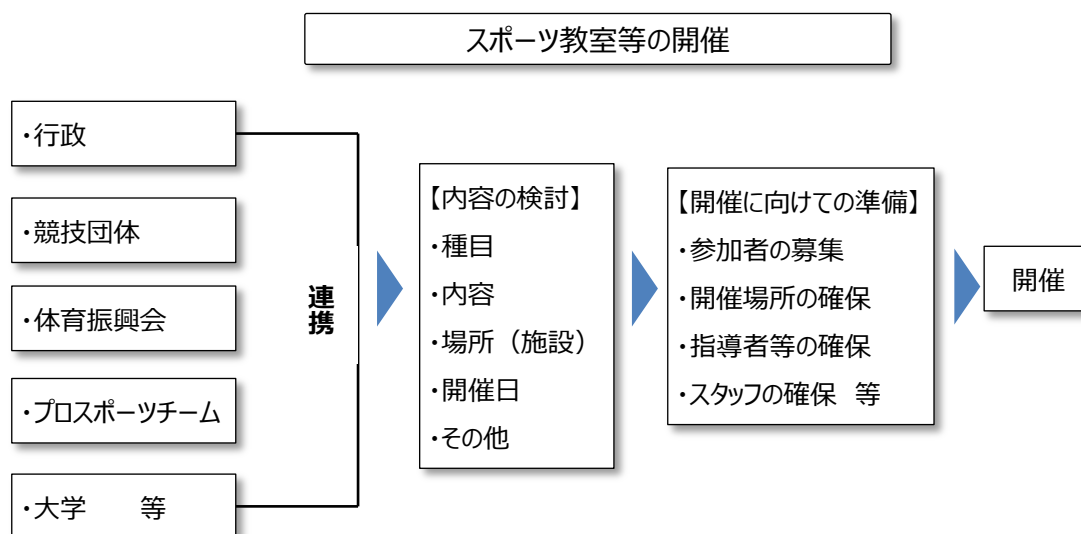 スポーツ教室等の開催
・行政
・競技団体
・体育振興会
・プロスポーツチーム
・大学　　等
連携
【内容の検討】
・種目
・内容
・場所（施設）
・開催日
・その他
【開催に向けての準備】
・参加者の募集
・開催場所の確保
・指導者等の確保
・スタッフの確保　等
開催